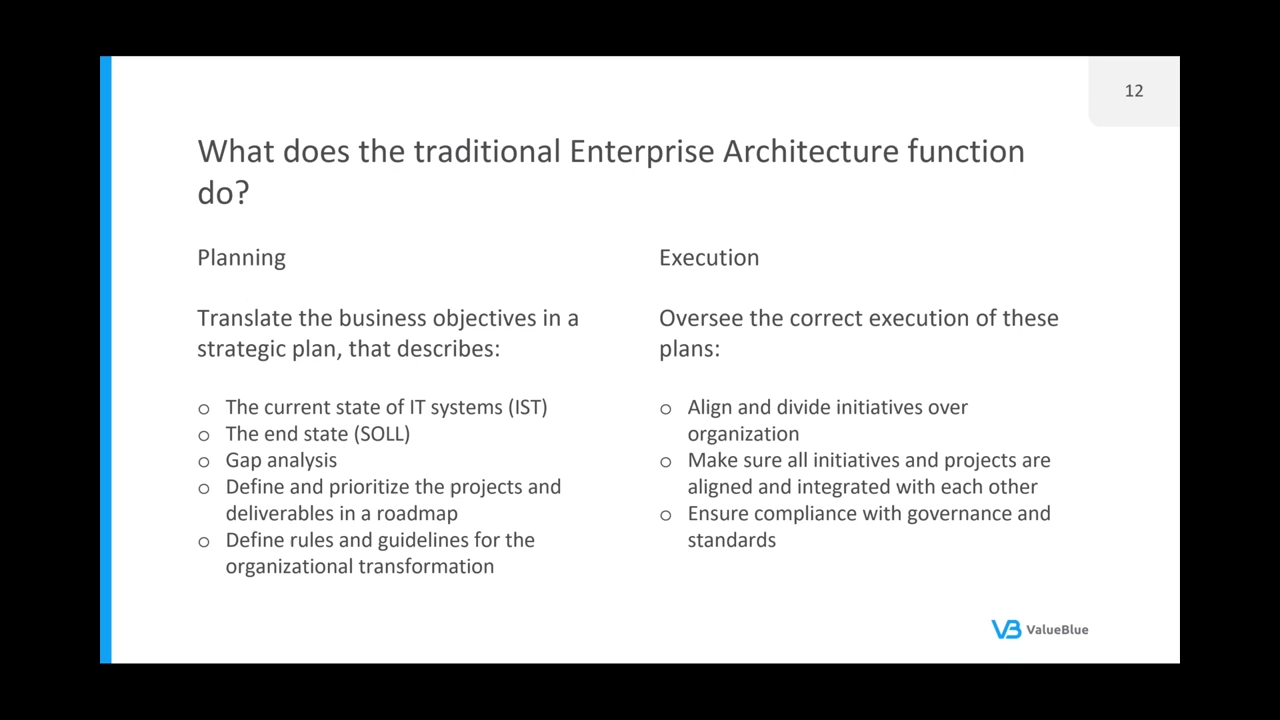 12
What does the traditional Enterprise Architecture function
do?
Planning
Translate the business objectives in a
strategic plan, that describes:
o The current state of IT systems (IST)
o The end state (SOLL)
o Gap analysis
o Define and prioritize the projects and
deliverables in a roadmap
o Define rules and guidelines for the
organizational transformation
Execution
Oversee the correct execution of these
plans:
o Align and divide initiatives over
organization
o Make sure all initiatives and projects are
aligned and integrated with each other
o Ensure compliance with governance and
standards
VB ValueBlue